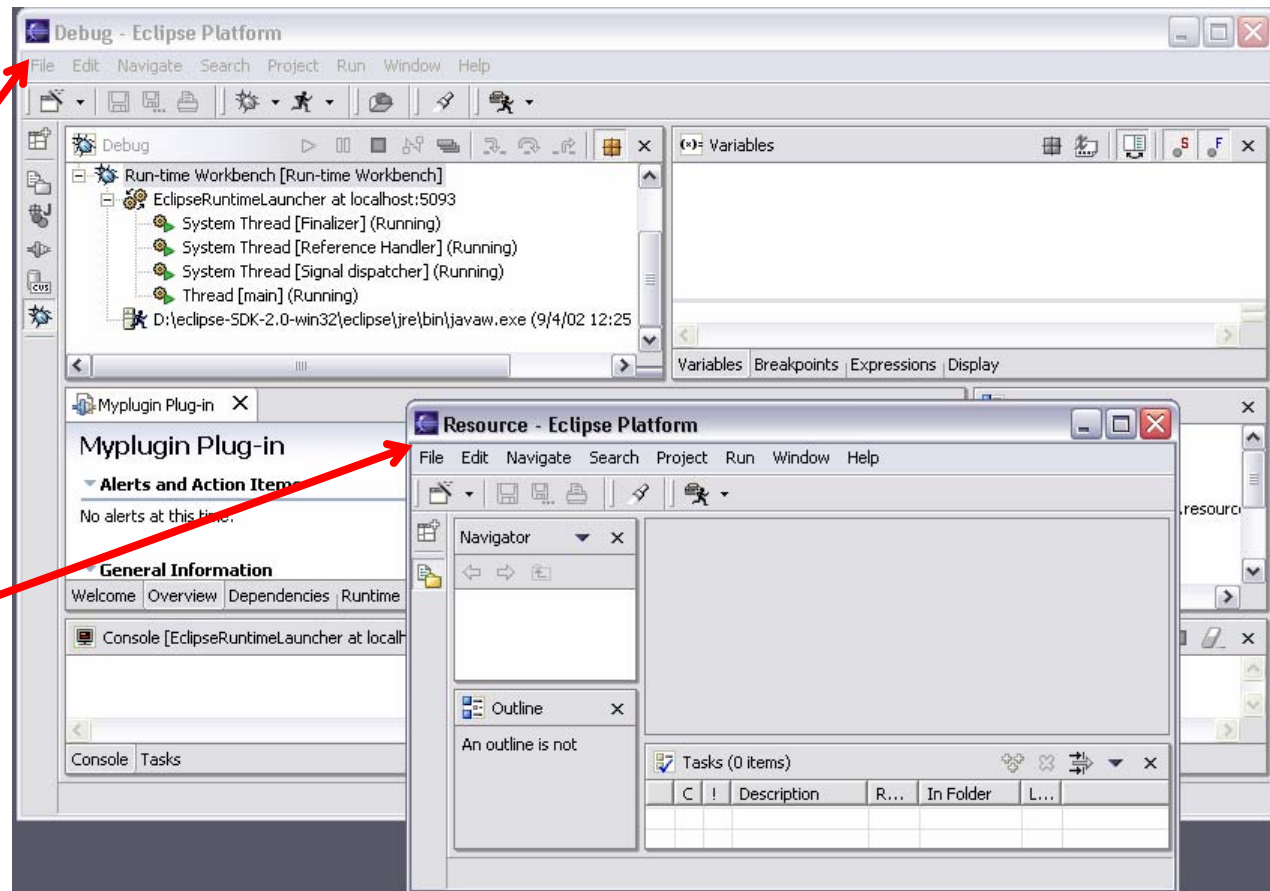 Debug - Eclipse Platform
File Edit Navigate Search Project Run Window Help
Debug
Run-time Workbench [Run-time Workbench]
EclipseRuntimeLauncher at localhost:5093
System Thread [Finalizer] (Running)
System Thread [Reference Handler] (Running)
System Thread [Signal dispatcher] (Running)
Thread [main] (Running)
D:\eclipse-SDK-2.0-win32\eclipse\jre\bin\javaw.exe (9/4/02 12:25
(x)= Variables
S F
Variables Breakpoints Expressions Display
CVS
Myplugin Plug-in
Myplugin Plug-in
Alerts and Action Items
No alerts at this time.
General Information
Welcome Overview Dependencies Runtime
.resourc
Console [EclipseRuntimeLauncher at localh
Console Tasks
Resource - Eclipse Platform
File Edit Navigate Search Project Run Window Help
Navigator
Outline
An outline is not
Tasks (0 items)
C ! Description R... In Folder L...